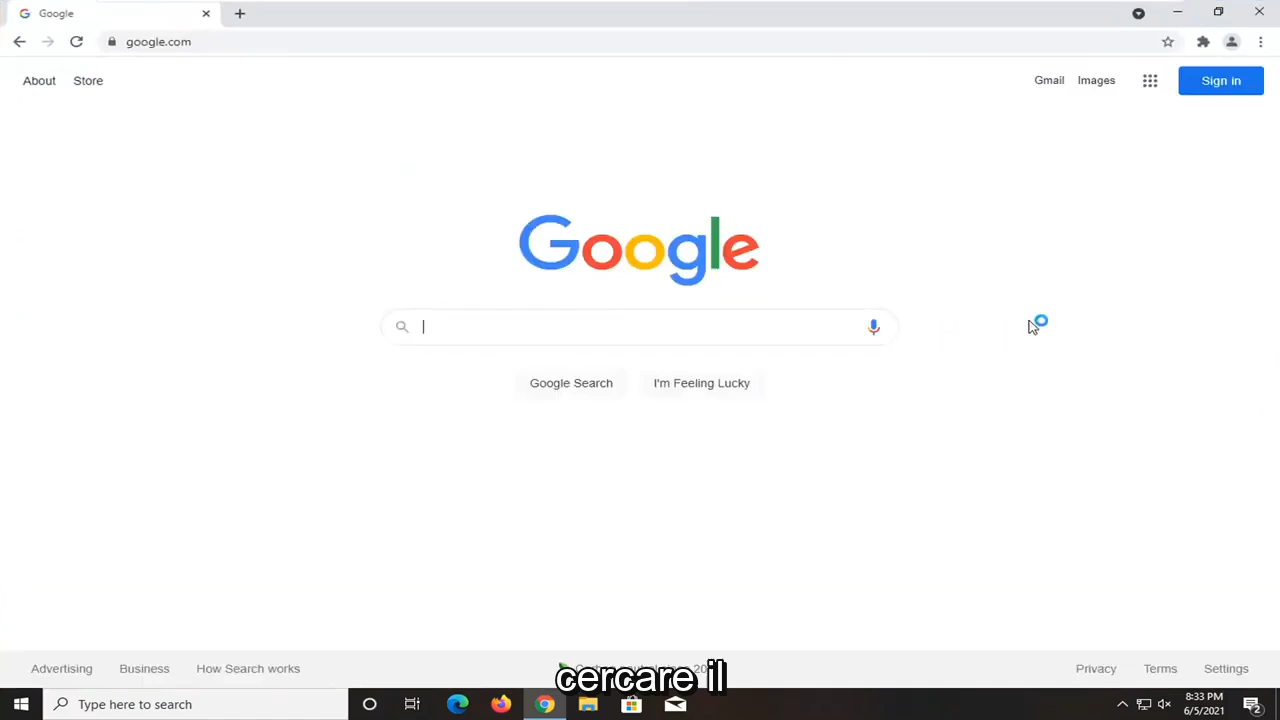 Google
google.com
About Store
Gmail Images Sign in
Google
Google Search I'm Feeling Lucky
Advertising Business How Search works
Privacy Terms Settings
cercare il
Type here to search
8:33 PM
6/5/2021
2